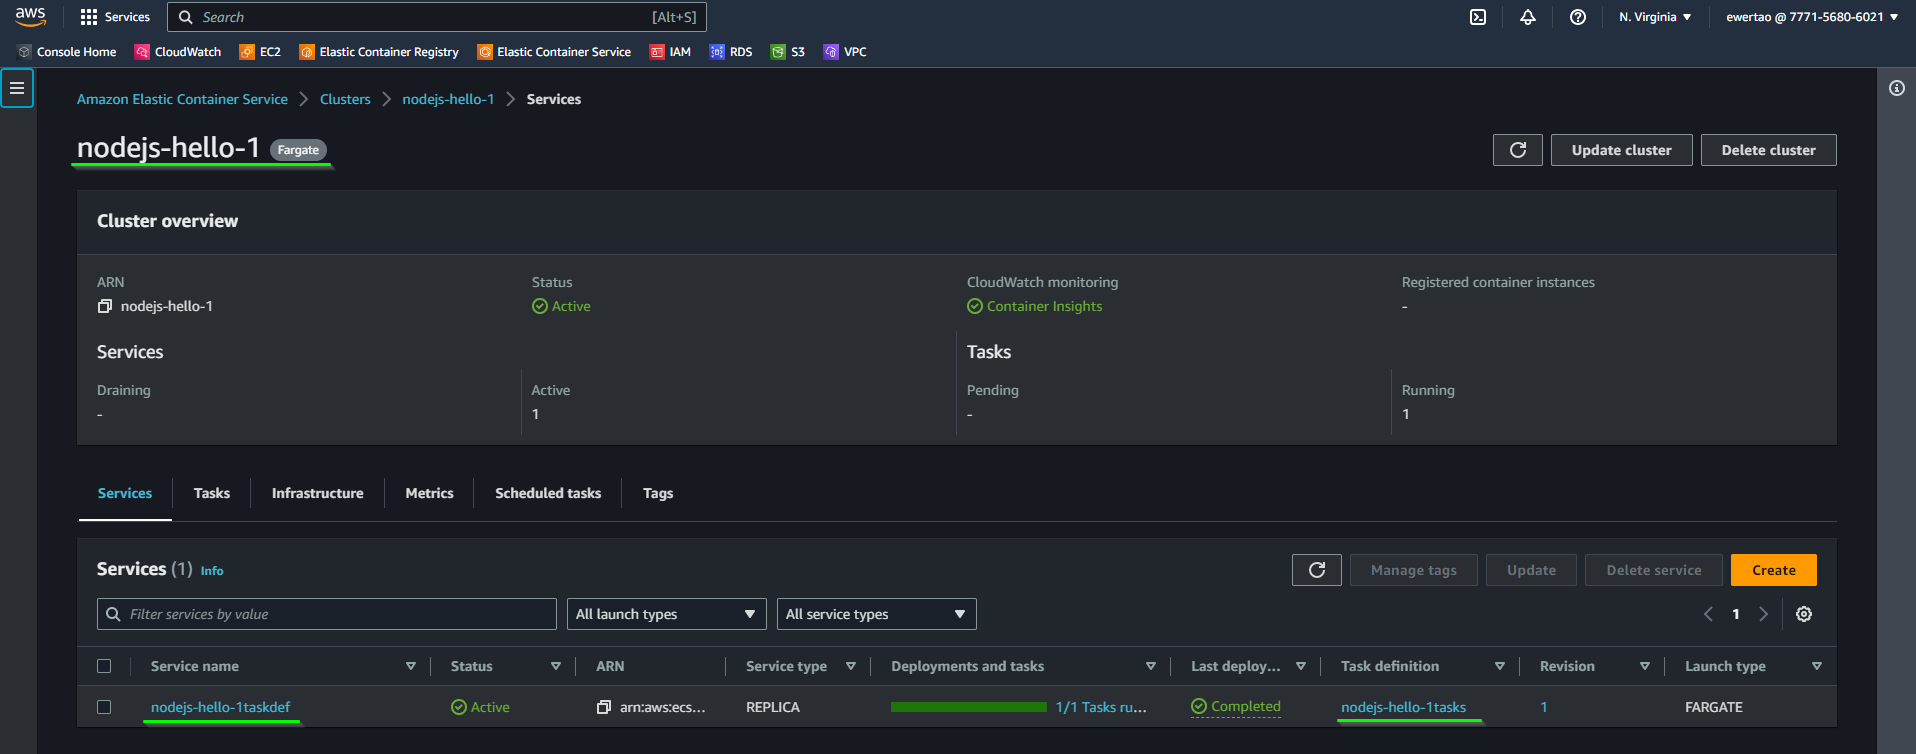 aws Services Search [Alt+S] N. Virginia ewertao @ 7771-5680-6021
Console Home CloudWatch EC2 Elastic Container Registry Elastic Container Service IAM RDS S3 VPC
Amazon Elastic Container Service Clusters nodejs-hello-1 Services
nodejs-hello-1 Fargate Update cluster Delete cluster
Cluster overview
ARN Status CloudWatch monitoring Registered container instances
nodejs-hello-1 Active Container Insights -
Services Tasks
Draining Active Pending Running
- 1 - 1
Services Tasks Infrastructure Metrics Scheduled tasks Tags
Services (1) Info Manage tags Update Delete service Create
Filter services by value All launch types All service types 1
Service name Status ARN Service type Deployments and tasks Last deploy... Task definition Revision Launch type
nodejs-hello-1taskdef Active arn:aws:ecs... REPLICA 1/1 Tasks ru... Completed nodejs-hello-1tasks 1 FARGATE